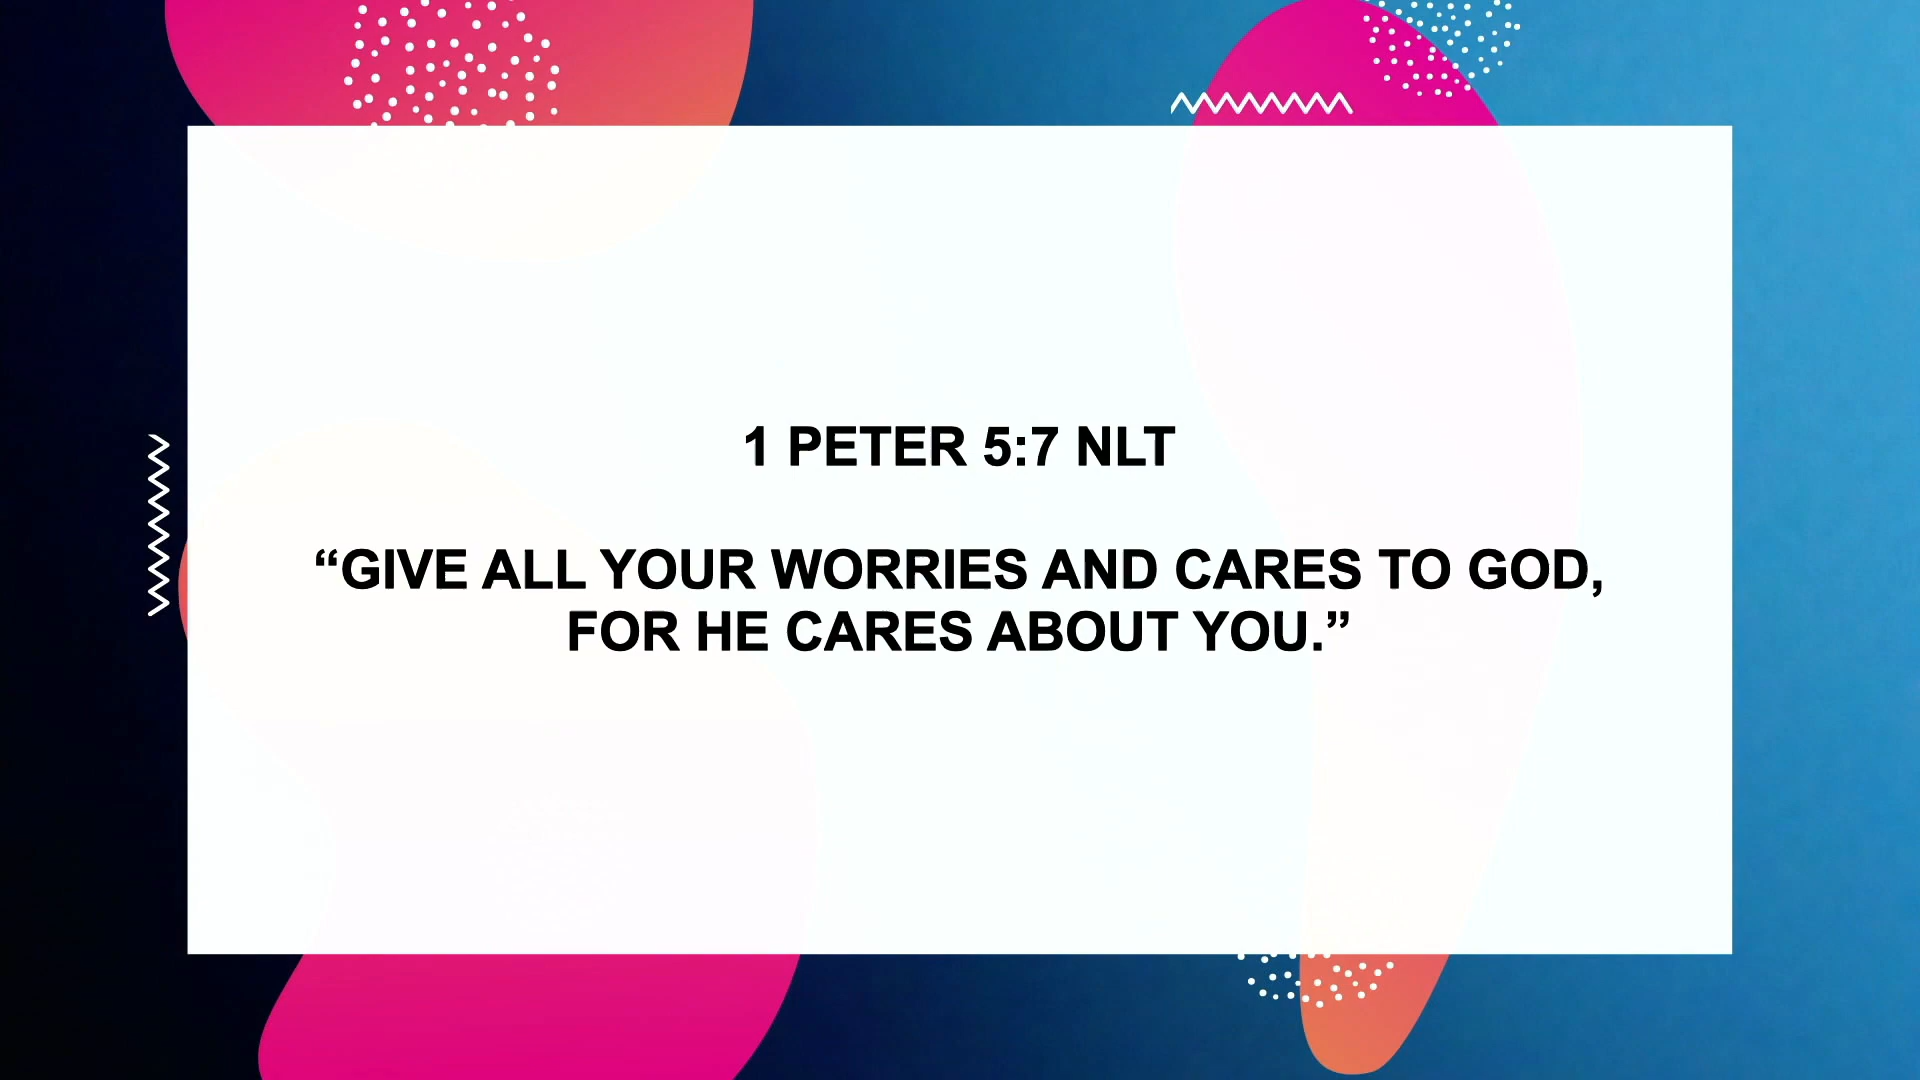 1 PETER 5:7 NLT
“GIVE ALL YOUR WORRIES AND CARES TO GOD,
FOR HE CARES ABOUT YOU.”